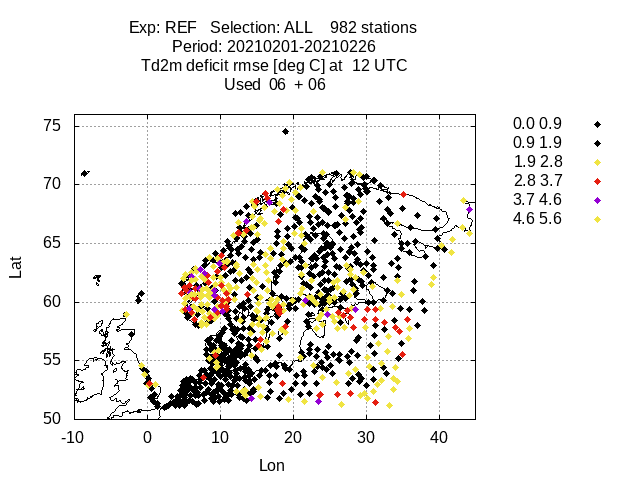 Exp: REF   Selection: ALL    982 stations
Period: 20210201-20210226
Td2m deficit rmse [deg C] at  12 UTC
Used  06  + 06
0.0 0.9
0.9 1.9
1.9 2.8
2.8 3.7
3.7 4.6
4.6 5.6
75
70
65
60
55
50
Lat
-10 0 10 20 30 40
Lon